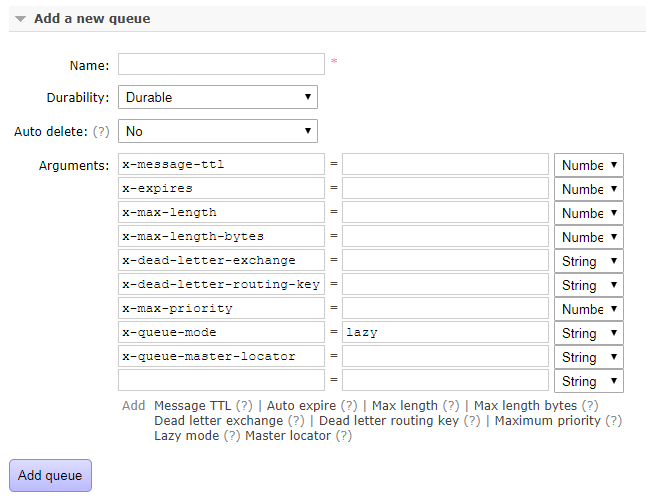 Add a new queue
Name: *
Durability: Durable
Auto delete: (?) No
Arguments: x-message-ttl = Numbe
x-expires = Numbe
x-max-length = Numbe
x-max-length-bytes = Numbe
x-dead-letter-exchange = String
x-dead-letter-routing-key = String
x-max-priority = Numbe
x-queue-mode = lazy String
x-queue-master-locator = String
= String
Add Message TTL (?) | Auto expire (?) | Max length (?) | Max length bytes (?)
Dead letter exchange (?) | Dead letter routing key (?) | Maximum priority (?)
Lazy mode (?) Master locator (?)
Add queue